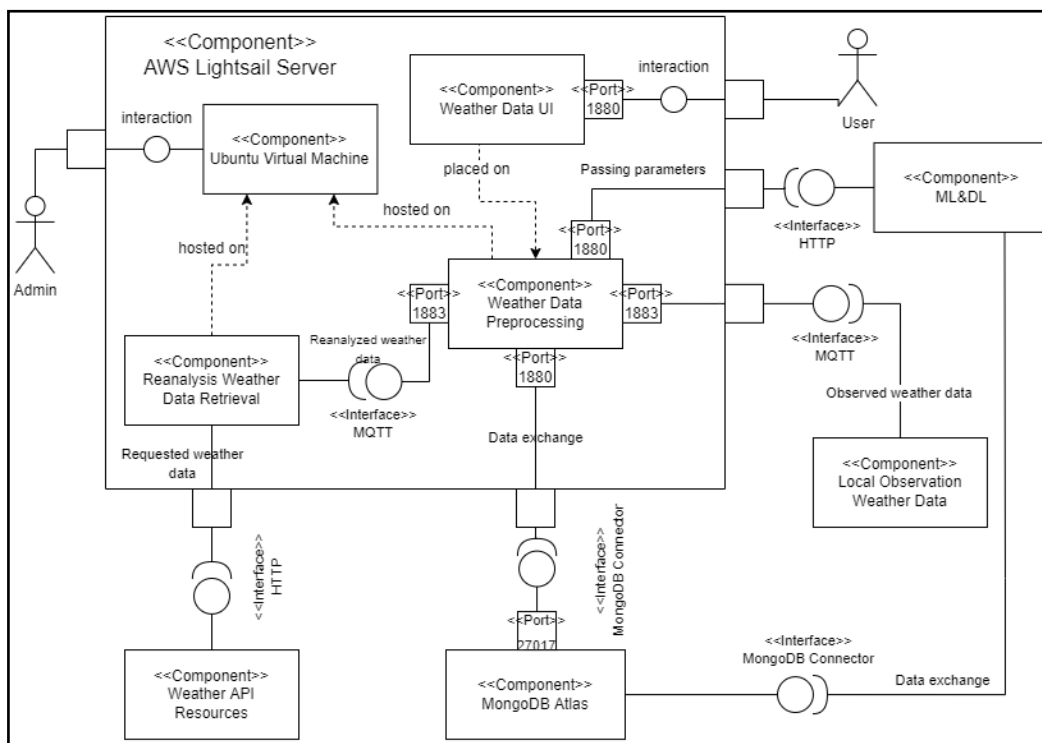 <<Component>>
AWS Lightsail Server
interaction
<<Component>>
Ubuntu Virtual Machine
Admin
<<Component>>
Weather Data UI
<<Port>>
1880
interaction
User
placed on
hosted on
hosted on
Passing parameters
<<Port>>
1880
<<Interface>>
HTTP
<<Component>>
ML&DL
<<Port>>
1883
<<Component>>
Weather Data
Preprocessing
<<Port>>
1883
<<Port>>
1880
<<Interface>>
MQTT
Observed weather data
<<Component>>
Local Observation
Weather Data
<<Component>>
Reanalysis Weather
Data Retrieval
Reanalyzed weather
data
<<Interface>>
MQTT
Requested weather
data
Data exchange
<<Interface>>
HTTP
<<Interface>>
MongoDB Connector
<<Port>>
27017
<<Component>>
Weather API
Resources
<<Component>>
MongoDB Atlas
<<Interface>>
MongoDB Connector
Data exchange